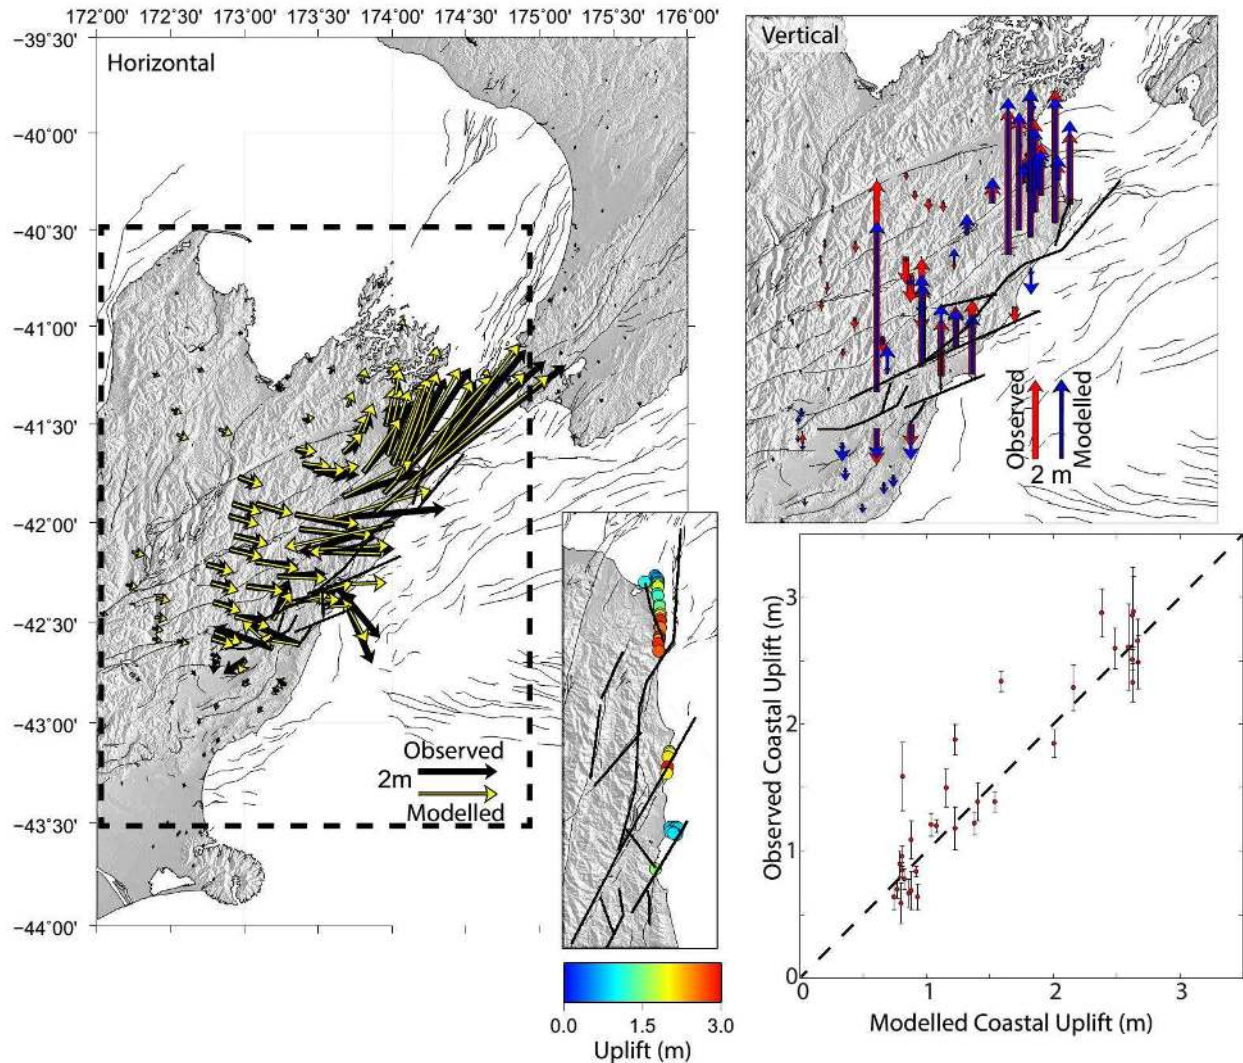 172°00' 172°30' 173°00' 173°30' 174°00' 174°30' 175°00' 175°30' 176°00'
−39°30'
−40°00'
−40°30'
−41°00'
−41°30'
−42°00'
−42°30'
−43°00'
−43°30'
−44°00'
Horizontal
Observed
2m
Modelled
Vertical
Observed
2 m
Modelled
0.0 1.5 3.0
Uplift (m)
Observed Coastal Uplift (m)
3
2
1
0
0 1 2 3
Modelled Coastal Uplift (m)